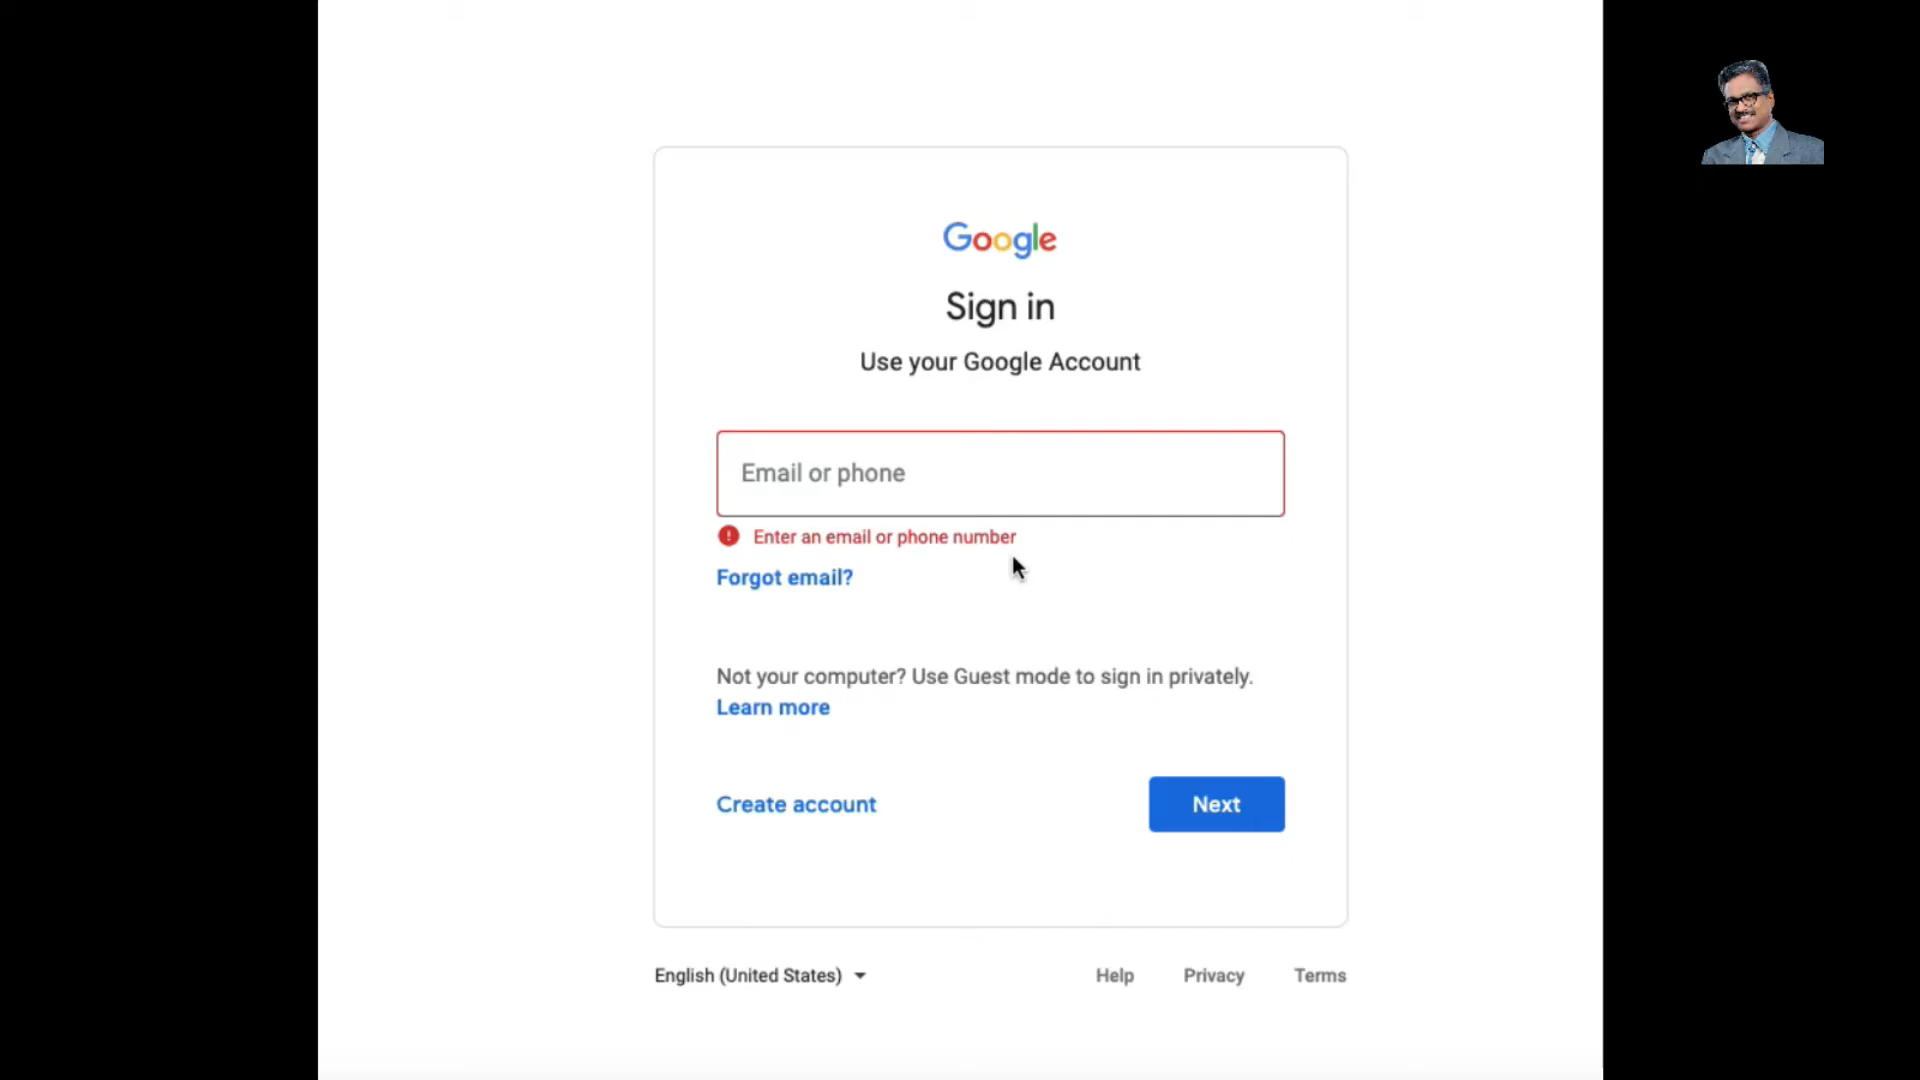 Google
Sign in
Use your Google Account
Email or phone
! Enter an email or phone number
Forgot email?
Not your computer? Use Guest mode to sign in privately.
Learn more
Create account
Next
English (United States)
Help Privacy Terms